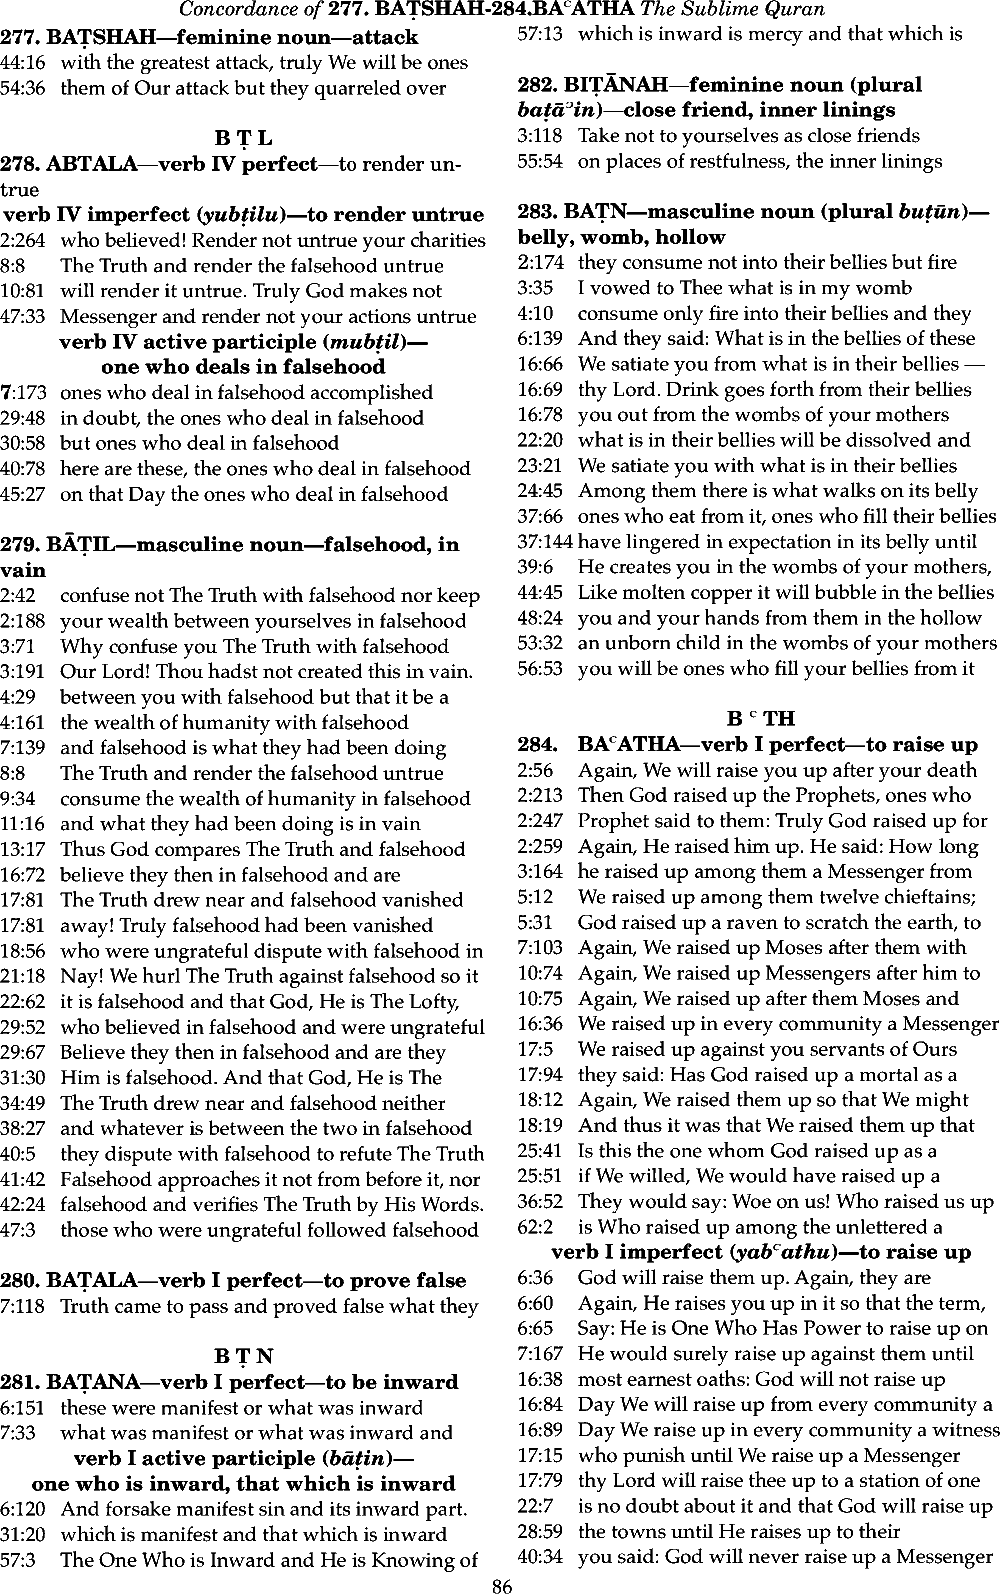 Concordance of 277. BAṬSHAH-284.BAᶜATHA The Sublime Quran
277. BAṬSHAH—feminine noun—attack
44:16 with the greatest attack, truly We will be ones
54:36 them of Our attack but they quarreled over
B Ṭ L
278. ABTALA—verb IV perfect—to render un-
true
verb IV imperfect (yubṭilu)—to render untrue
2:264 who believed! Render not untrue your charities
8:8 The Truth and render the falsehood untrue
10:81 will render it untrue. Truly God makes not
47:33 Messenger and render not your actions untrue
verb IV active participle (mubṭil)—
one who deals in falsehood
7:173 ones who deal in falsehood accomplished
29:48 in doubt, the ones who deal in falsehood
30:58 but ones who deal in falsehood
40:78 here are these, the ones who deal in falsehood
45:27 on that Day the ones who deal in falsehood
279. BĀṬIL—masculine noun—falsehood, in
vain
2:42 confuse not The Truth with falsehood nor keep
2:188 your wealth between yourselves in falsehood
3:71 Why confuse you The Truth with falsehood
3:191 Our Lord! Thou hadst not created this in vain.
4:29 between you with falsehood but that it be a
4:161 the wealth of humanity with falsehood
7:139 and falsehood is what they had been doing
8:8 The Truth and render the falsehood untrue
9:34 consume the wealth of humanity in falsehood
11:16 and what they had been doing is in vain
13:17 Thus God compares The Truth and falsehood
16:72 believe they then in falsehood and are
17:81 The Truth drew near and falsehood vanished
17:81 away! Truly falsehood had been vanished
18:56 who were ungrateful dispute with falsehood in
21:18 Nay! We hurl The Truth against falsehood so it
22:62 it is falsehood and that God, He is The Lofty,
29:52 who believed in falsehood and were ungrateful
29:67 Believe they then in falsehood and are they
31:30 Him is falsehood. And that God, He is The
34:49 The Truth drew near and falsehood neither
38:27 and whatever is between the two in falsehood
40:5 they dispute with falsehood to refute The Truth
41:42 Falsehood approaches it not from before it, nor
42:24 falsehood and verifies The Truth by His Words.
47:3 those who were ungrateful followed falsehood
280. BAṬALA—verb I perfect—to prove false
7:118 Truth came to pass and proved false what they
B Ṭ N
281. BAṬANA—verb I perfect—to be inward
6:151 these were manifest or what was inward
7:33 what was manifest or what was inward and
verb I active participle (bāṭin)—
one who is inward, that which is inward
6:120 And forsake manifest sin and its inward part.
31:20 which is manifest and that which is inward
57:3 The One Who is Inward and He is Knowing of
57:13 which is inward is mercy and that which is
282. BIṬĀNAH—feminine noun (plural
baṭāᵓin)—close friend, inner linings
3:118 Take not to yourselves as close friends
55:54 on places of restfulness, the inner linings
283. BAṬN—masculine noun (plural buṭūn)—
belly, womb, hollow
2:174 they consume not into their bellies but fire
3:35 I vowed to Thee what is in my womb
4:10 consume only fire into their bellies and they
6:139 And they said: What is in the bellies of these
16:66 We satiate you from what is in their bellies —
16:69 thy Lord. Drink goes forth from their bellies
16:78 you out from the wombs of your mothers
22:20 what is in their bellies will be dissolved and
23:21 We satiate you with what is in their bellies
24:45 Among them there is what walks on its belly
37:66 ones who eat from it, ones who fill their bellies
37:144 have lingered in expectation in its belly until
39:6 He creates you in the wombs of your mothers,
44:45 Like molten copper it will bubble in the bellies
48:24 you and your hands from them in the hollow
53:32 an unborn child in the wombs of your mothers
56:53 you will be ones who fill your bellies from it
B ᶜ TH
284. BAᶜATHA—verb I perfect—to raise up
2:56 Again, We will raise you up after your death
2:213 Then God raised up the Prophets, ones who
2:247 Prophet said to them: Truly God raised up for
2:259 Again, He raised him up. He said: How long
3:164 he raised up among them a Messenger from
5:12 We raised up among them twelve chieftains;
5:31 God raised up a raven to scratch the earth, to
7:103 Again, We raised up Moses after them with
10:74 Again, We raised up Messengers after him to
10:75 Again, We raised up after them Moses and
16:36 We raised up in every community a Messenger
17:5 We raised up against you servants of Ours
17:94 they said: Has God raised up a mortal as a
18:12 Again, We raised them up so that We might
18:19 And thus it was that We raised them up that
25:41 Is this the one whom God raised up as a
25:51 if We willed, We would have raised up a
36:52 They would say: Woe on us! Who raised us up
62:2 is Who raised up among the unlettered a
verb I imperfect (yabᶜathu)—to raise up
6:36 God will raise them up. Again, they are
6:60 Again, He raises you up in it so that the term,
6:65 Say: He is One Who Has Power to raise up on
7:167 He would surely raise up against them until
16:38 most earnest oaths: God will not raise up
16:84 Day We will raise up from every community a
16:89 Day We raise up in every community a witness
17:15 who punish until We raise up a Messenger
17:79 thy Lord will raise thee up to a station of one
22:7 is no doubt about it and that God will raise up
28:59 the towns until He raises up to their
40:34 you said: God will never raise up a Messenger
86